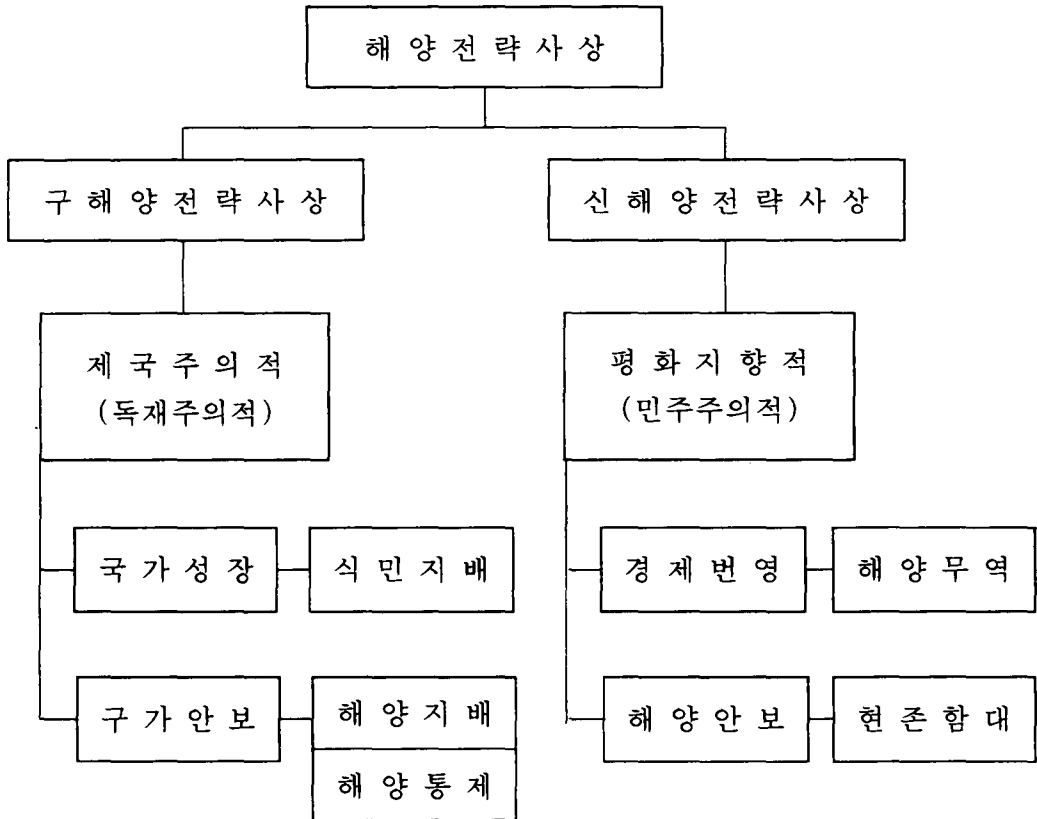 해양전략사상
구해양전략사상
신해양전략사상
제국주의적
(독재주의적)
평화지향적
(민주주의적)
국가성장
식민지배
경제번영
해양무역
구가안보
해양지배
해양통제
해양안보
현존함대